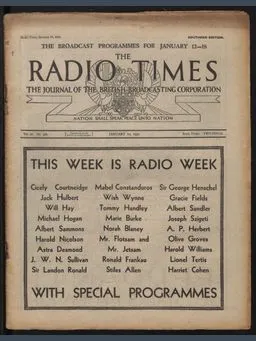 SOUTHERN EDITION.
THE BROADCAST PROGRAMMES FOR JANUARY 12—18
THE
RADIO TIMES
THE JOURNAL OF THE BRITISH BROADCASTING CORPORATION
NATION SHALL SPEAK PEACE UNTO NATION
JANUARY
THIS WEEK IS RADIO WEEK
Cicely Courtneidge Mabel Constanduros Sir George Henschel
Jack Hulbert Wish Wynne Gracie Fields
Will Hay Tommy Handley Albert Sandler
Michael Hogan Marie Burke Joseph Szigeti
Albert Sammons Norah Blaney A. P. Herbert
Harold Nicolson Mr. Flotsam and Olive Groves
Astra Desmond Mr. Jetsam Harold Williams
J. W. N. Sullivan Ronald Frankau Lionel Tertis
Sir Landon Ronald Stiles Allen Harriet Cohen
WITH SPECIAL PROGRAMMES